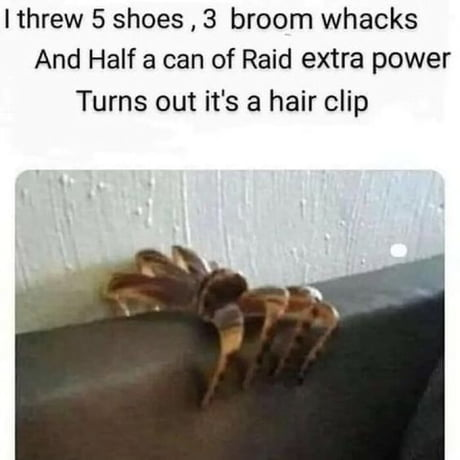 I threw 5 shoes , 3 broom whacks
And Half a can of Raid extra power
Turns out it's a hair clip